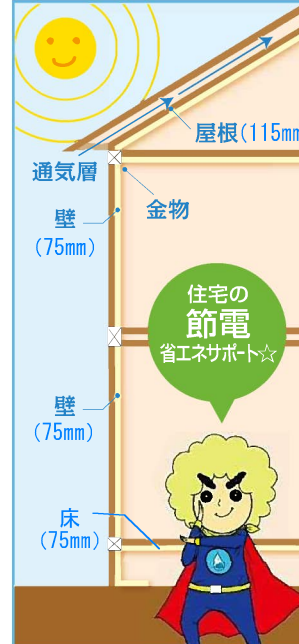 屋根(115mm
通気層
金物
壁
(75mm)
住宅の
節電
省エネサポート☆
壁
(75mm)
床
(75mm)